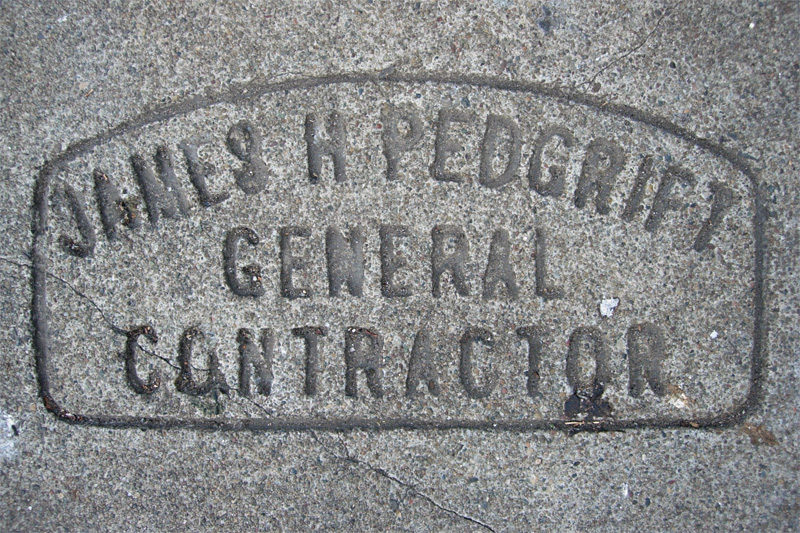 JAMES H PEDGRIFT
GENERAL
CONTRACTOR